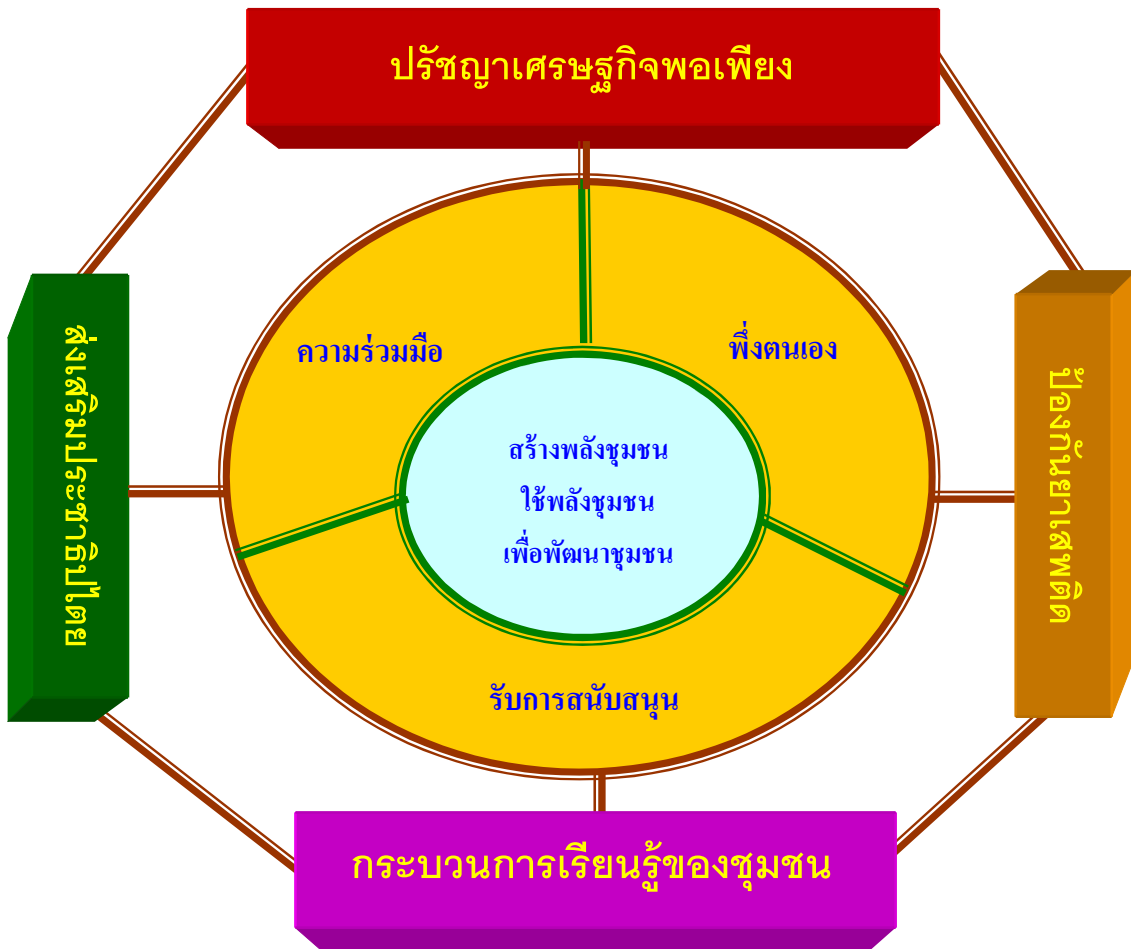 ปรัชญาเศรษฐกิจพอเพียง
ส่งเสริมประชาธิปไตย
ความร่วมมือ
พึ่งตนเอง
ป้องกันยาเสพติด
สร้างพลังชุมชน
ใช้พลังชุมชน
เพื่อพัฒนาชุมชน
รับการสนับสนุน
กระบวนการเรียนรู้ของชุมชน